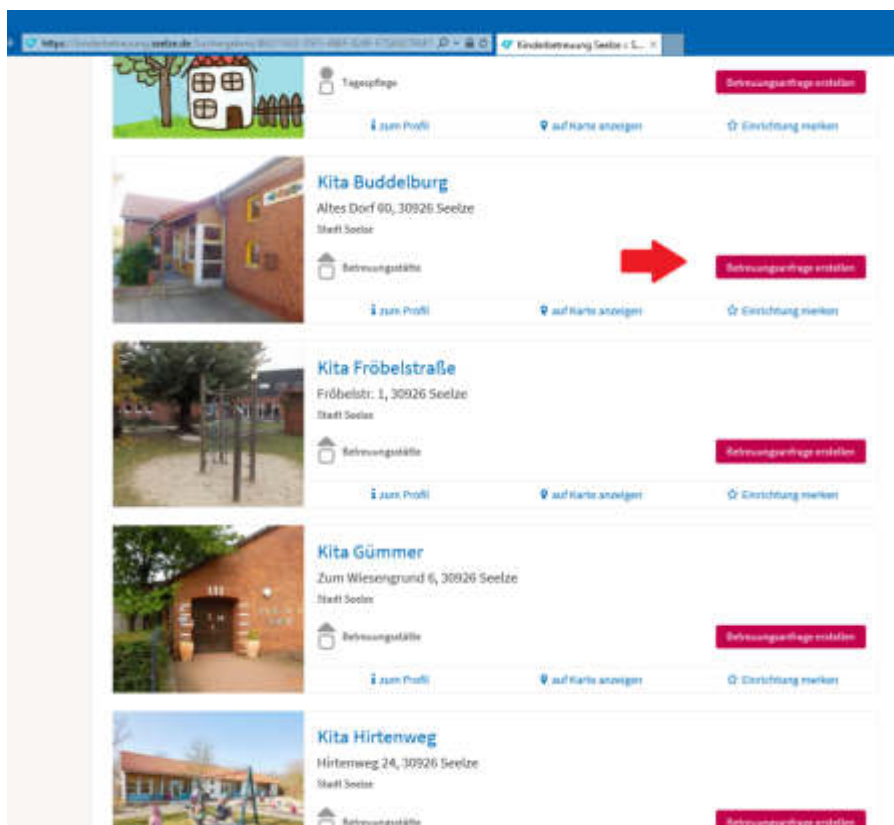 Kinderbetreuung Seelze :: S...
Tagespflege
Betreuungsanfrage erstellen
zum Profil
auf Karte anzeigen
Einrichtung merken
Kita Buddelburg
Altes Dorf 60, 30926 Seelze
Stadt Seelze
Betreuungsstätte
Betreuungsanfrage erstellen
zum Profil
auf Karte anzeigen
Einrichtung merken
Kita Fröbelstraße
Fröbelstr. 1, 30926 Seelze
Stadt Seelze
Betreuungsstätte
Betreuungsanfrage erstellen
zum Profil
auf Karte anzeigen
Einrichtung merken
Kita Gümmer
Zum Wiesengrund 6, 30926 Seelze
Stadt Seelze
Betreuungsstätte
Betreuungsanfrage erstellen
zum Profil
auf Karte anzeigen
Einrichtung merken
Kita Hirtenweg
Hirtenweg 24, 30926 Seelze
Stadt Seelze
Betreuungsstätte
Betreuungsanfrage erstellen